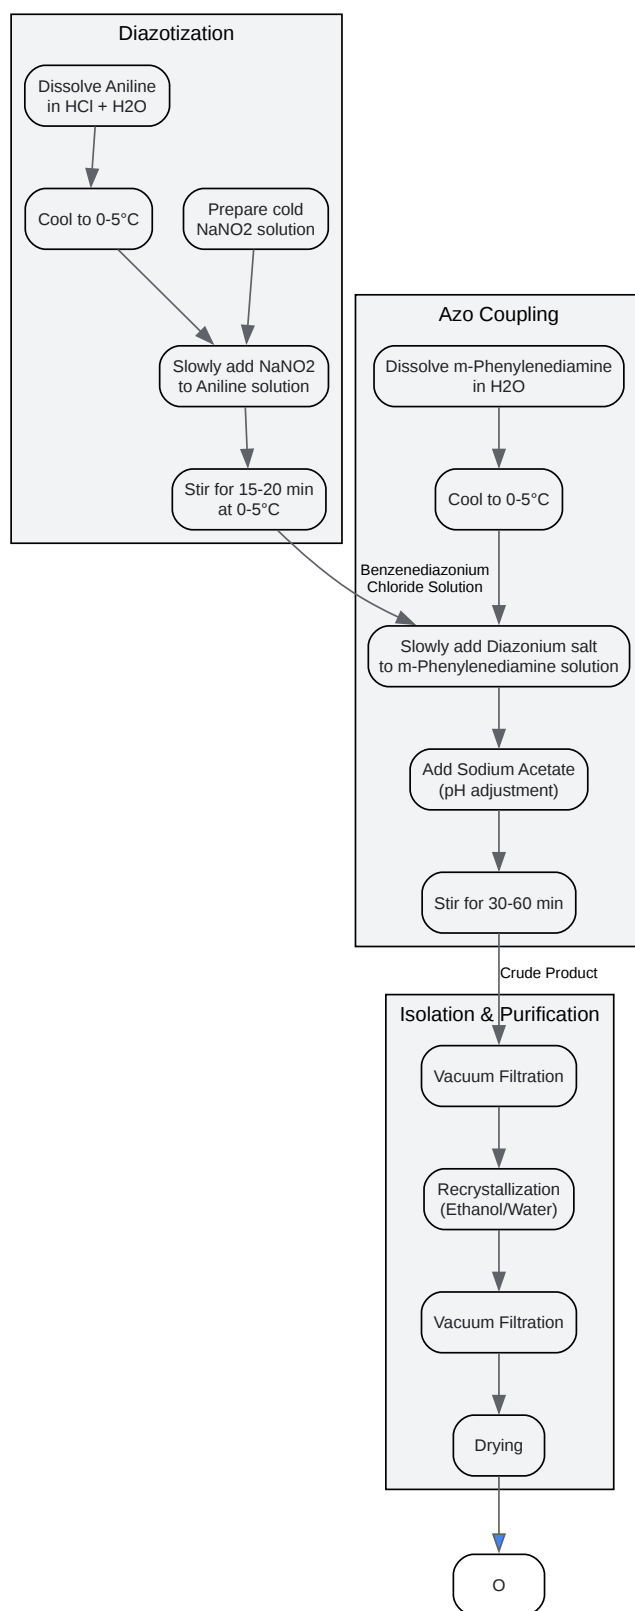 Diazotization
Dissolve Aniline
in HCl + H2O
Cool to 0-5°C
Prepare cold
NaNO2 solution
Slowly add NaNO2
to Aniline solution
Stir for 15-20 min
at 0-5°C
Azo Coupling
Dissolve m-Phenylenediamine
in H2O
Cool to 0-5°C
Benzenediazonium
Chloride Solution
Slowly add Diazonium salt
to m-Phenylenediamine solution
Add Sodium Acetate
(pH adjustment)
Stir for 30-60 min
Crude Product
Isolation & Purification
Vacuum Filtration
Recrystallization
(Ethanol/Water)
Vacuum Filtration
Drying
O